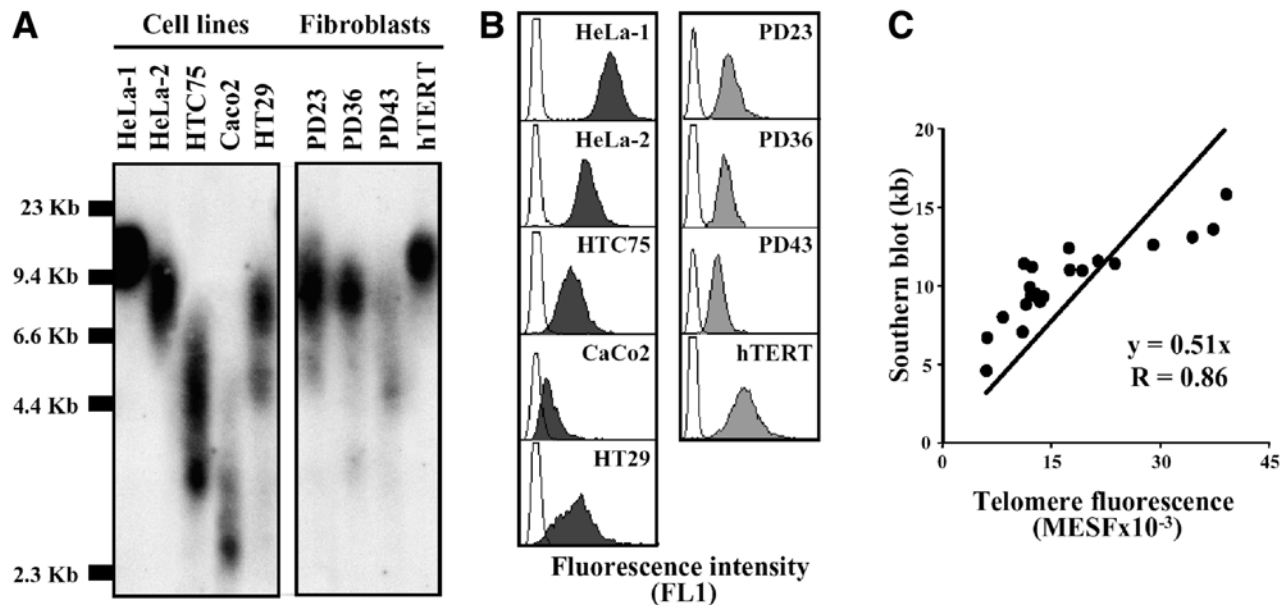 A
Cell lines
Fibroblasts
HeLa-1
HeLa-2
HTC75
Caco2
HT29
PD23
PD36
PD43
hTERT
23 Kb
9.4 Kb
6.6 Kb
4.4 Kb
2.3 Kb
B
HeLa-1
HeLa-2
HTC75
CaCo2
HT29
PD23
PD36
PD43
hTERT
Fluorescence intensity
(FL1)
C
Southern blot (kb)
20
15
10
5
0
y = 0.51x
R = 0.86
0
15
30
45
Telomere fluorescence
(MESFx10⁻³)